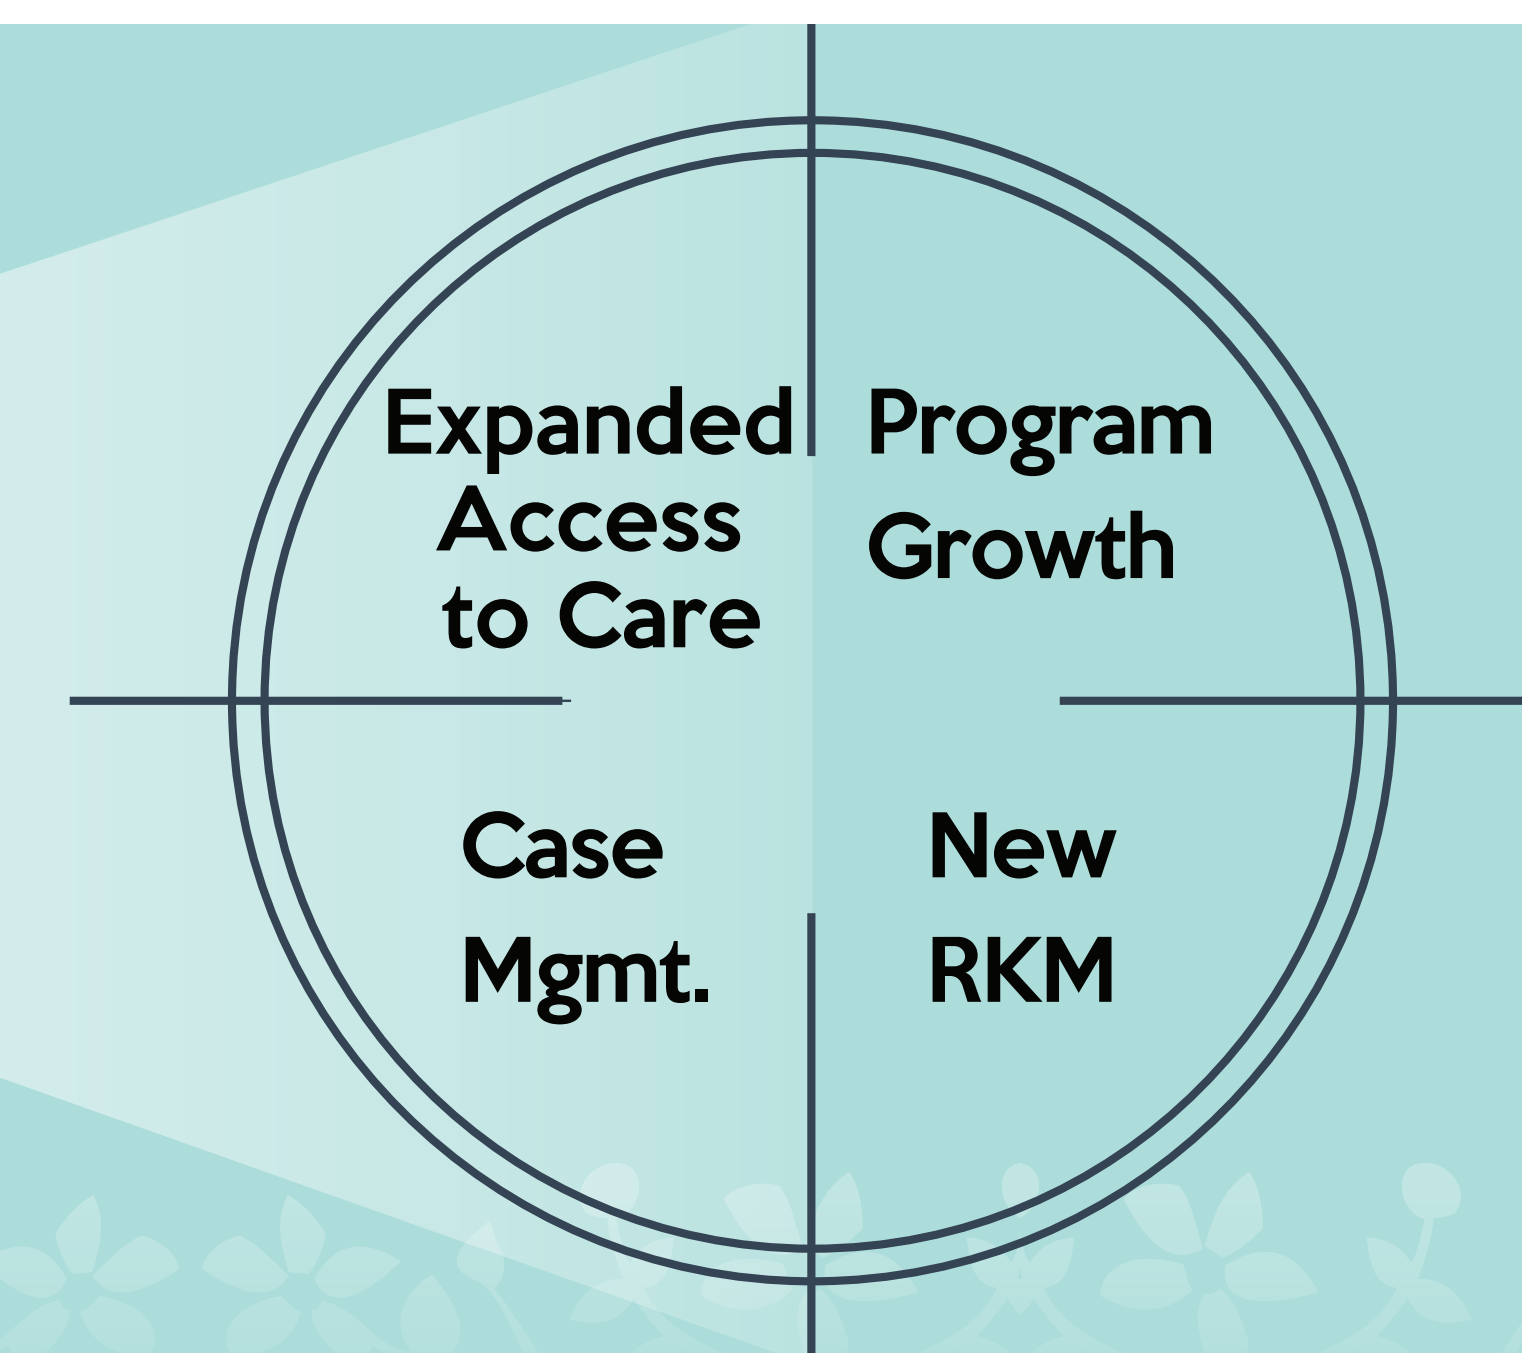 Expanded
Access
to Care
Program
Growth
Case
Mgmt.
New
RKM